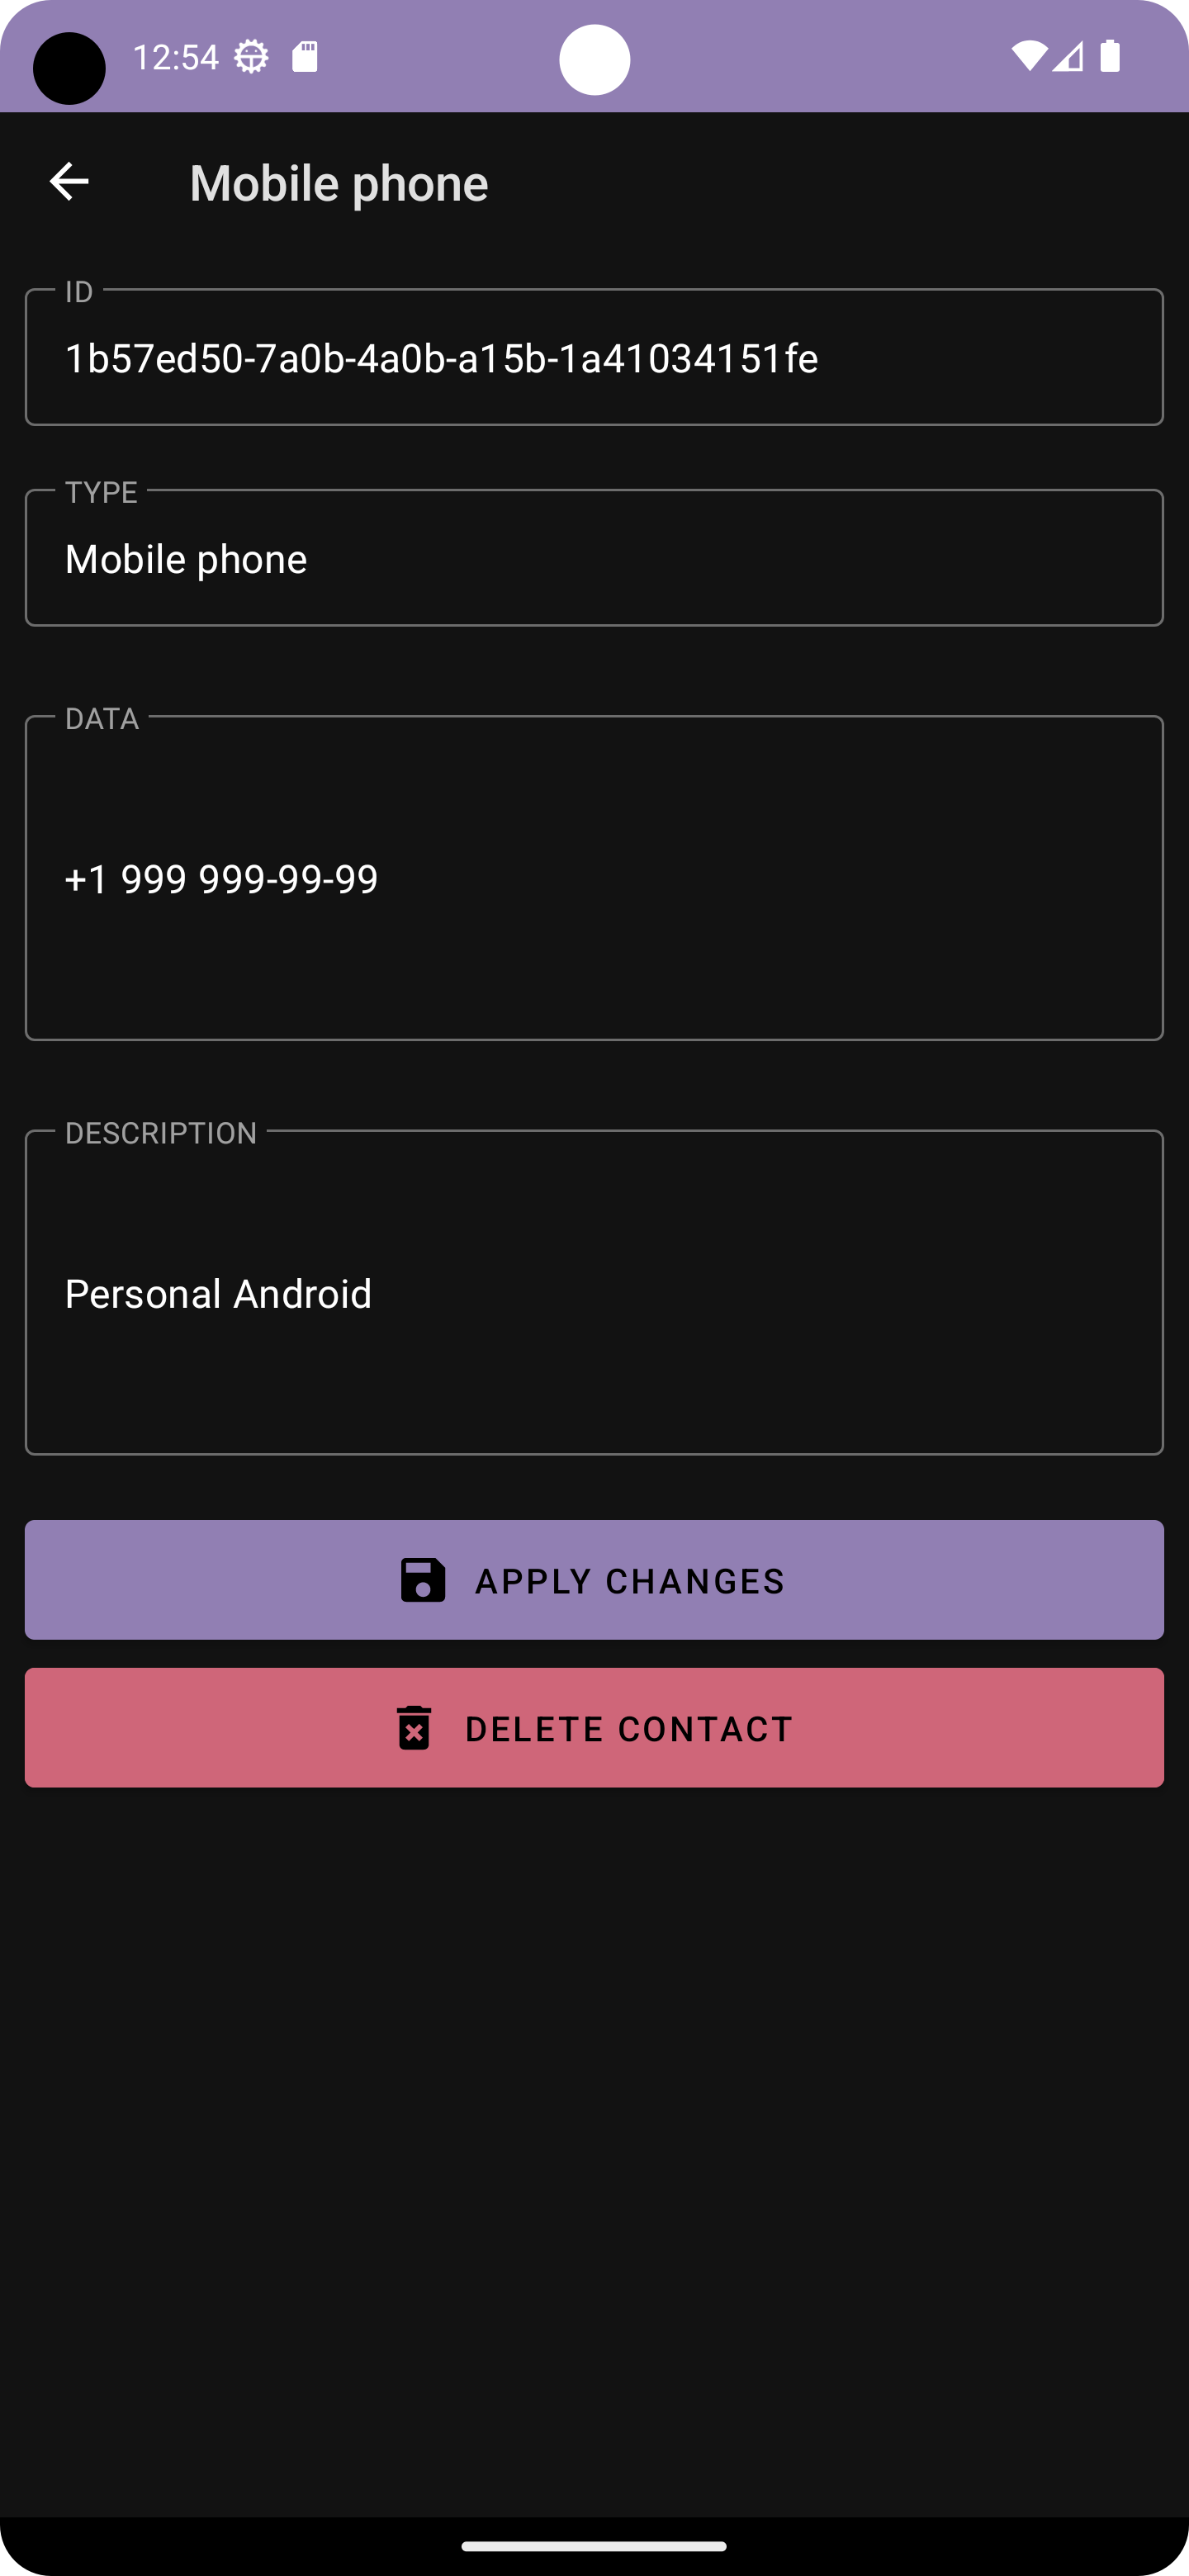 12:54
Mobile phone
ID
1b57ed50-7a0b-4a0b-a15b-1a41034151fe
TYPE
Mobile phone
DATA
+1 999 999-99-99
DESCRIPTION
Personal Android
APPLY CHANGES
DELETE CONTACT